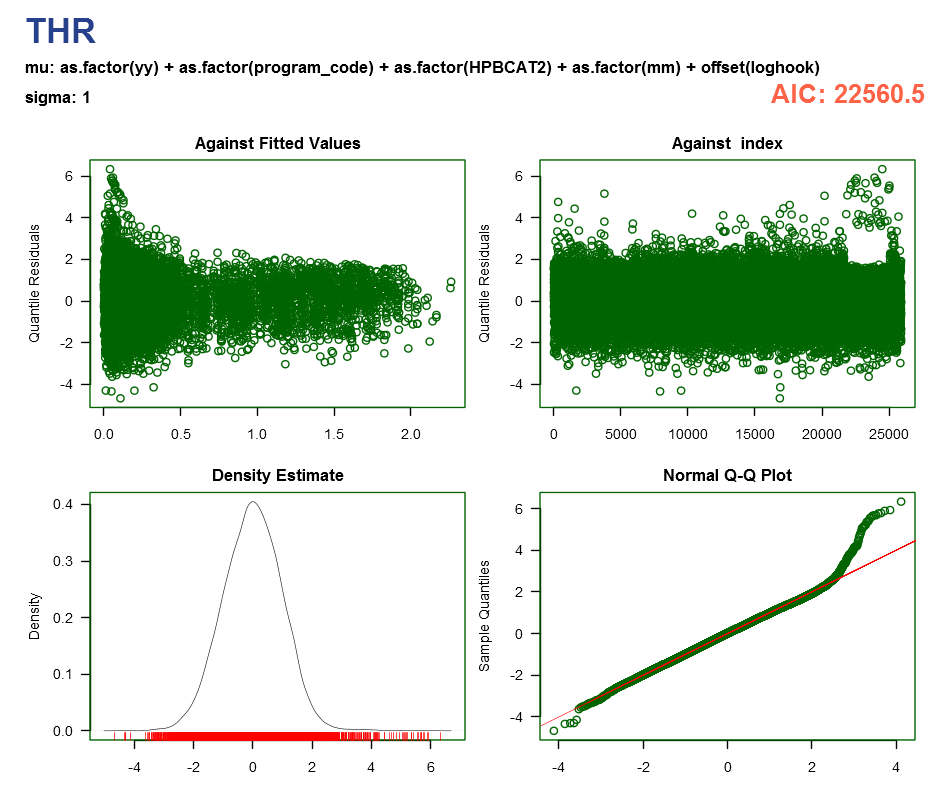 THR
mu: as.factor(yy) + as.factor(program_code) + as.factor(HPBCAT2) + as.factor(mm) + offset(loghook)
sigma: 1
AIC: 22560.5
Against Fitted Values
Quantile Residuals
6
4
2
0
-2
-4
0.0 0.5 1.0 1.5 2.0
Against  index
Quantile Residuals
6
4
2
0
-2
-4
0 5000 10000 15000 20000 25000
Density Estimate
Density
0.4
0.3
0.2
0.1
0.0
-4 -2 0 2 4 6
Normal Q-Q Plot
Sample Quantiles
6
4
2
0
-2
-4
-4 -2 0 2 4